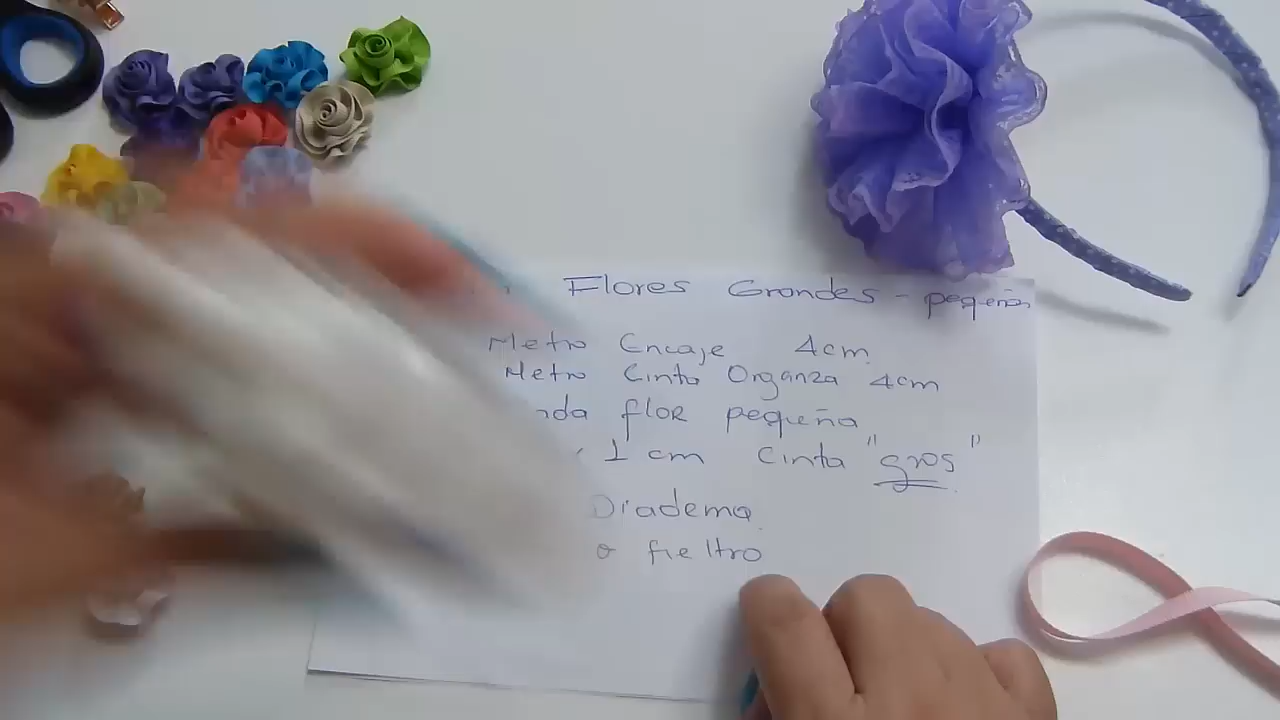 Flores Grandes - pequeñas
Metro Encaje 4cm
Metro Cinta Organza 4cm
flor pequeña
1 cm Cinta "gros"
Diadema
o fieltro